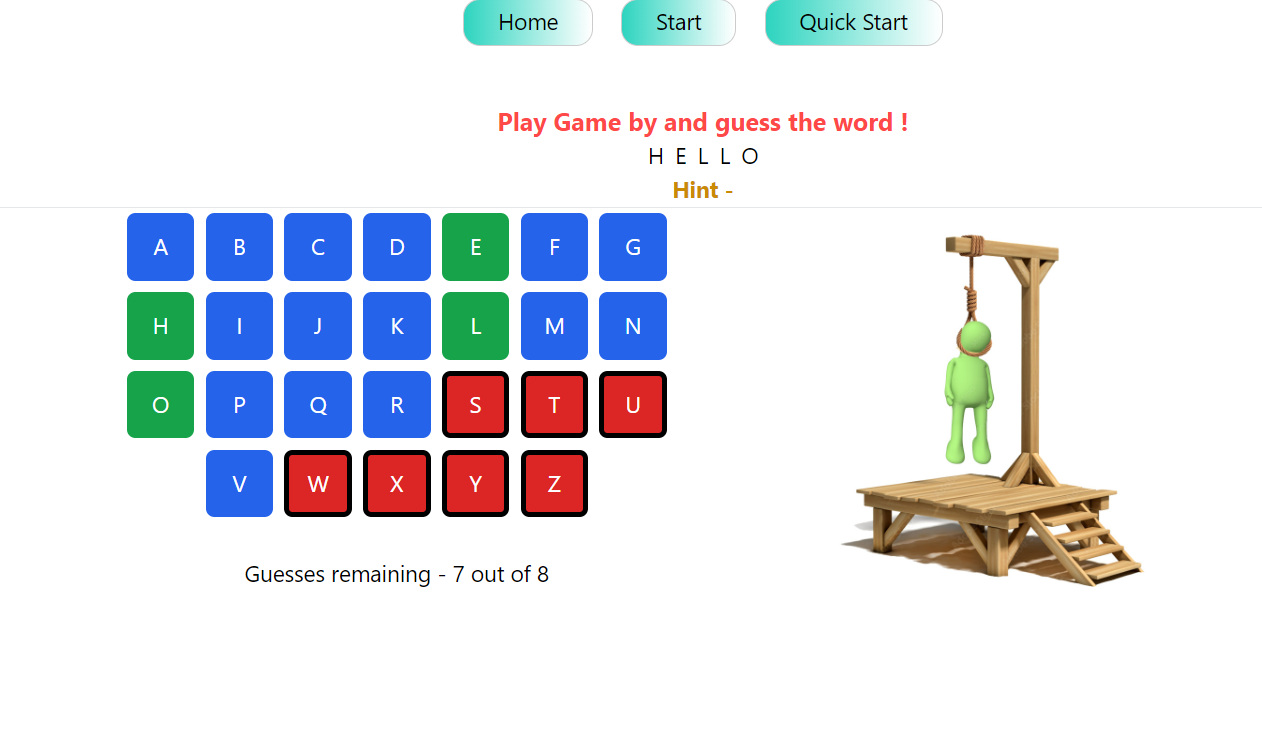 Home Start Quick Start
Play Game by and guess the word !
H E L L O
Hint -
A B C D E F G
H I J K L M N
O P Q R S T U
V W X Y Z
Guesses remaining - 7 out of 8